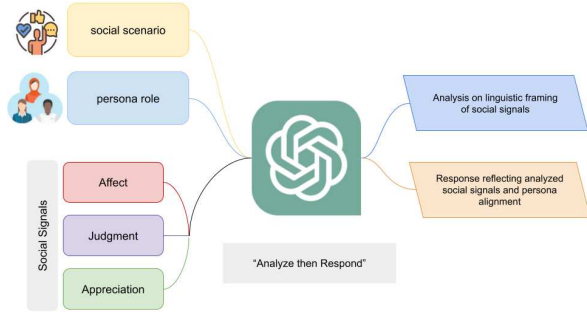 social scenario
persona role
Social Signals
Affect
Judgment
Appreciation
"Analyze then Respond"
Analysis on linguistic framing
of social signals
Response reflecting analyzed
social signals and persona
alignment